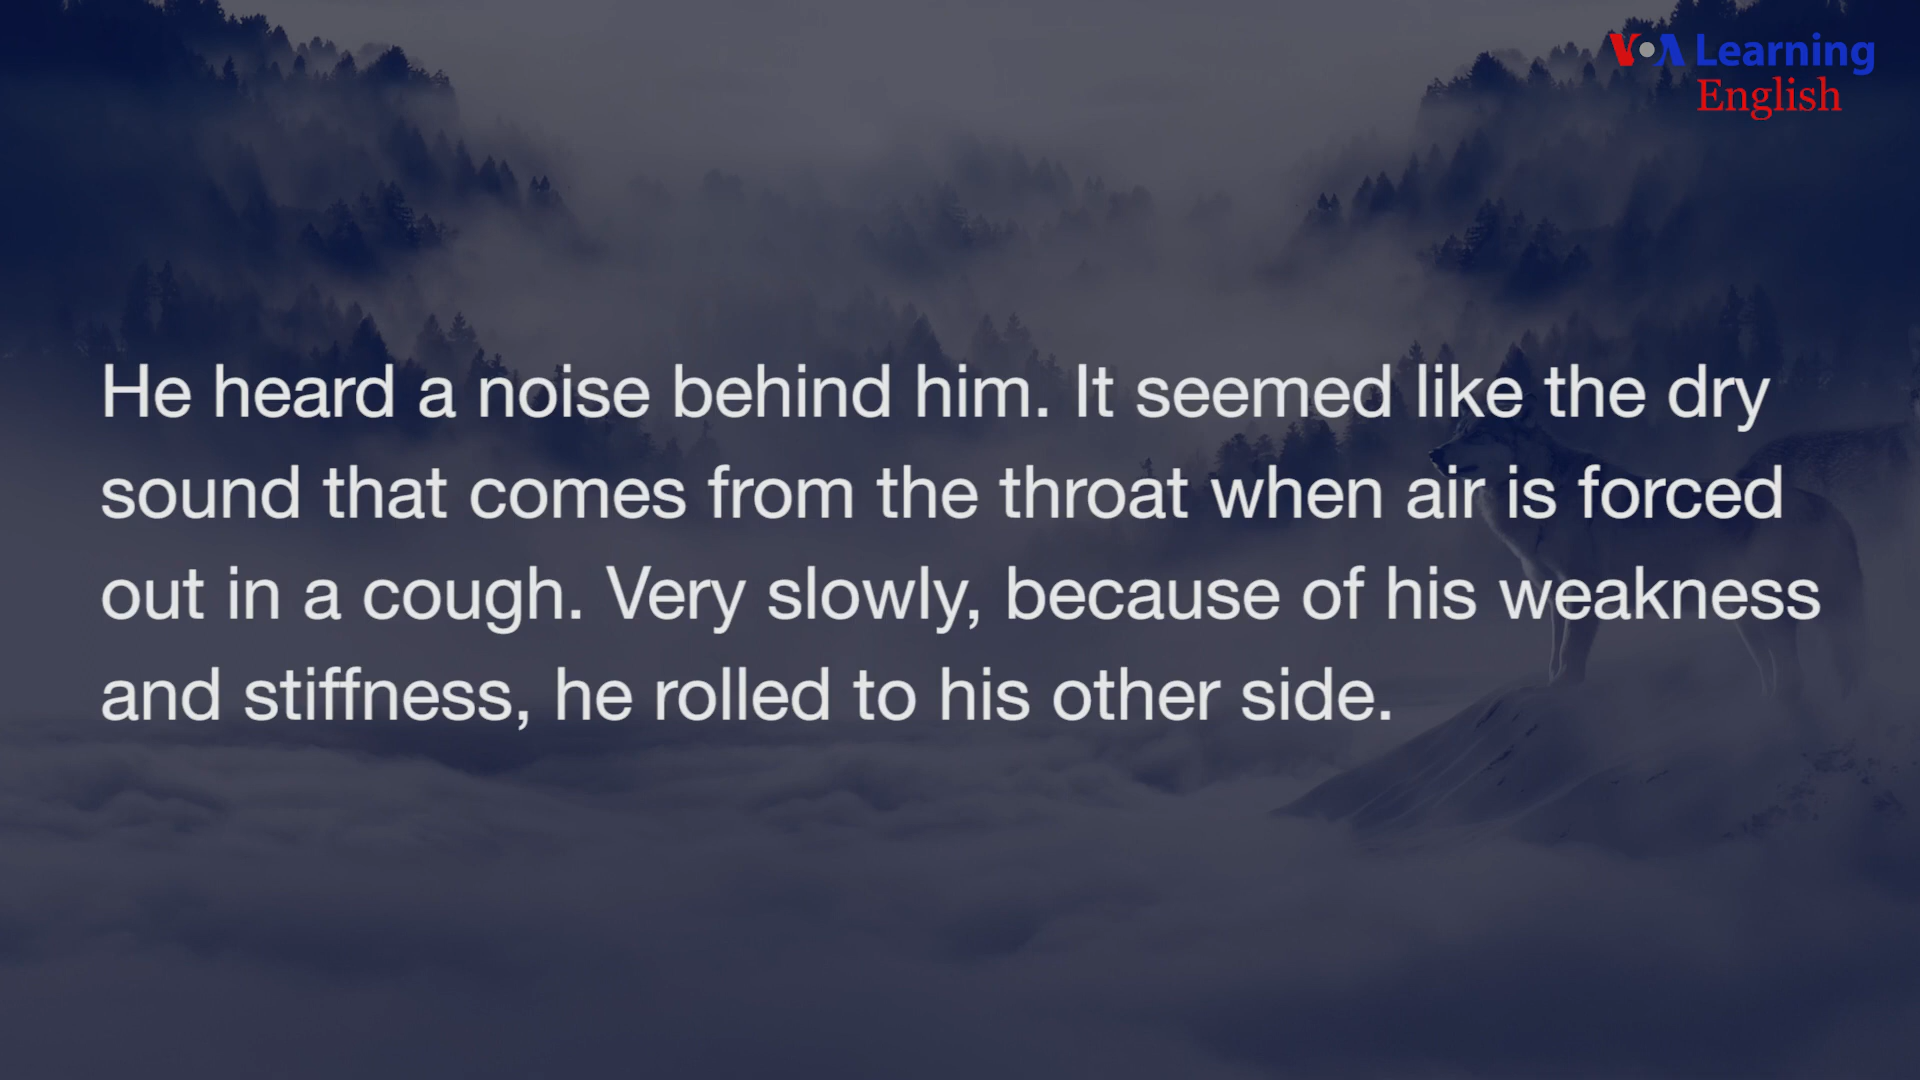 VOA Learning
English
He heard a noise behind him. It seemed like the dry
sound that comes from the throat when air is forced
out in a cough. Very slowly, because of his weakness
and stiffness, he rolled to his other side.